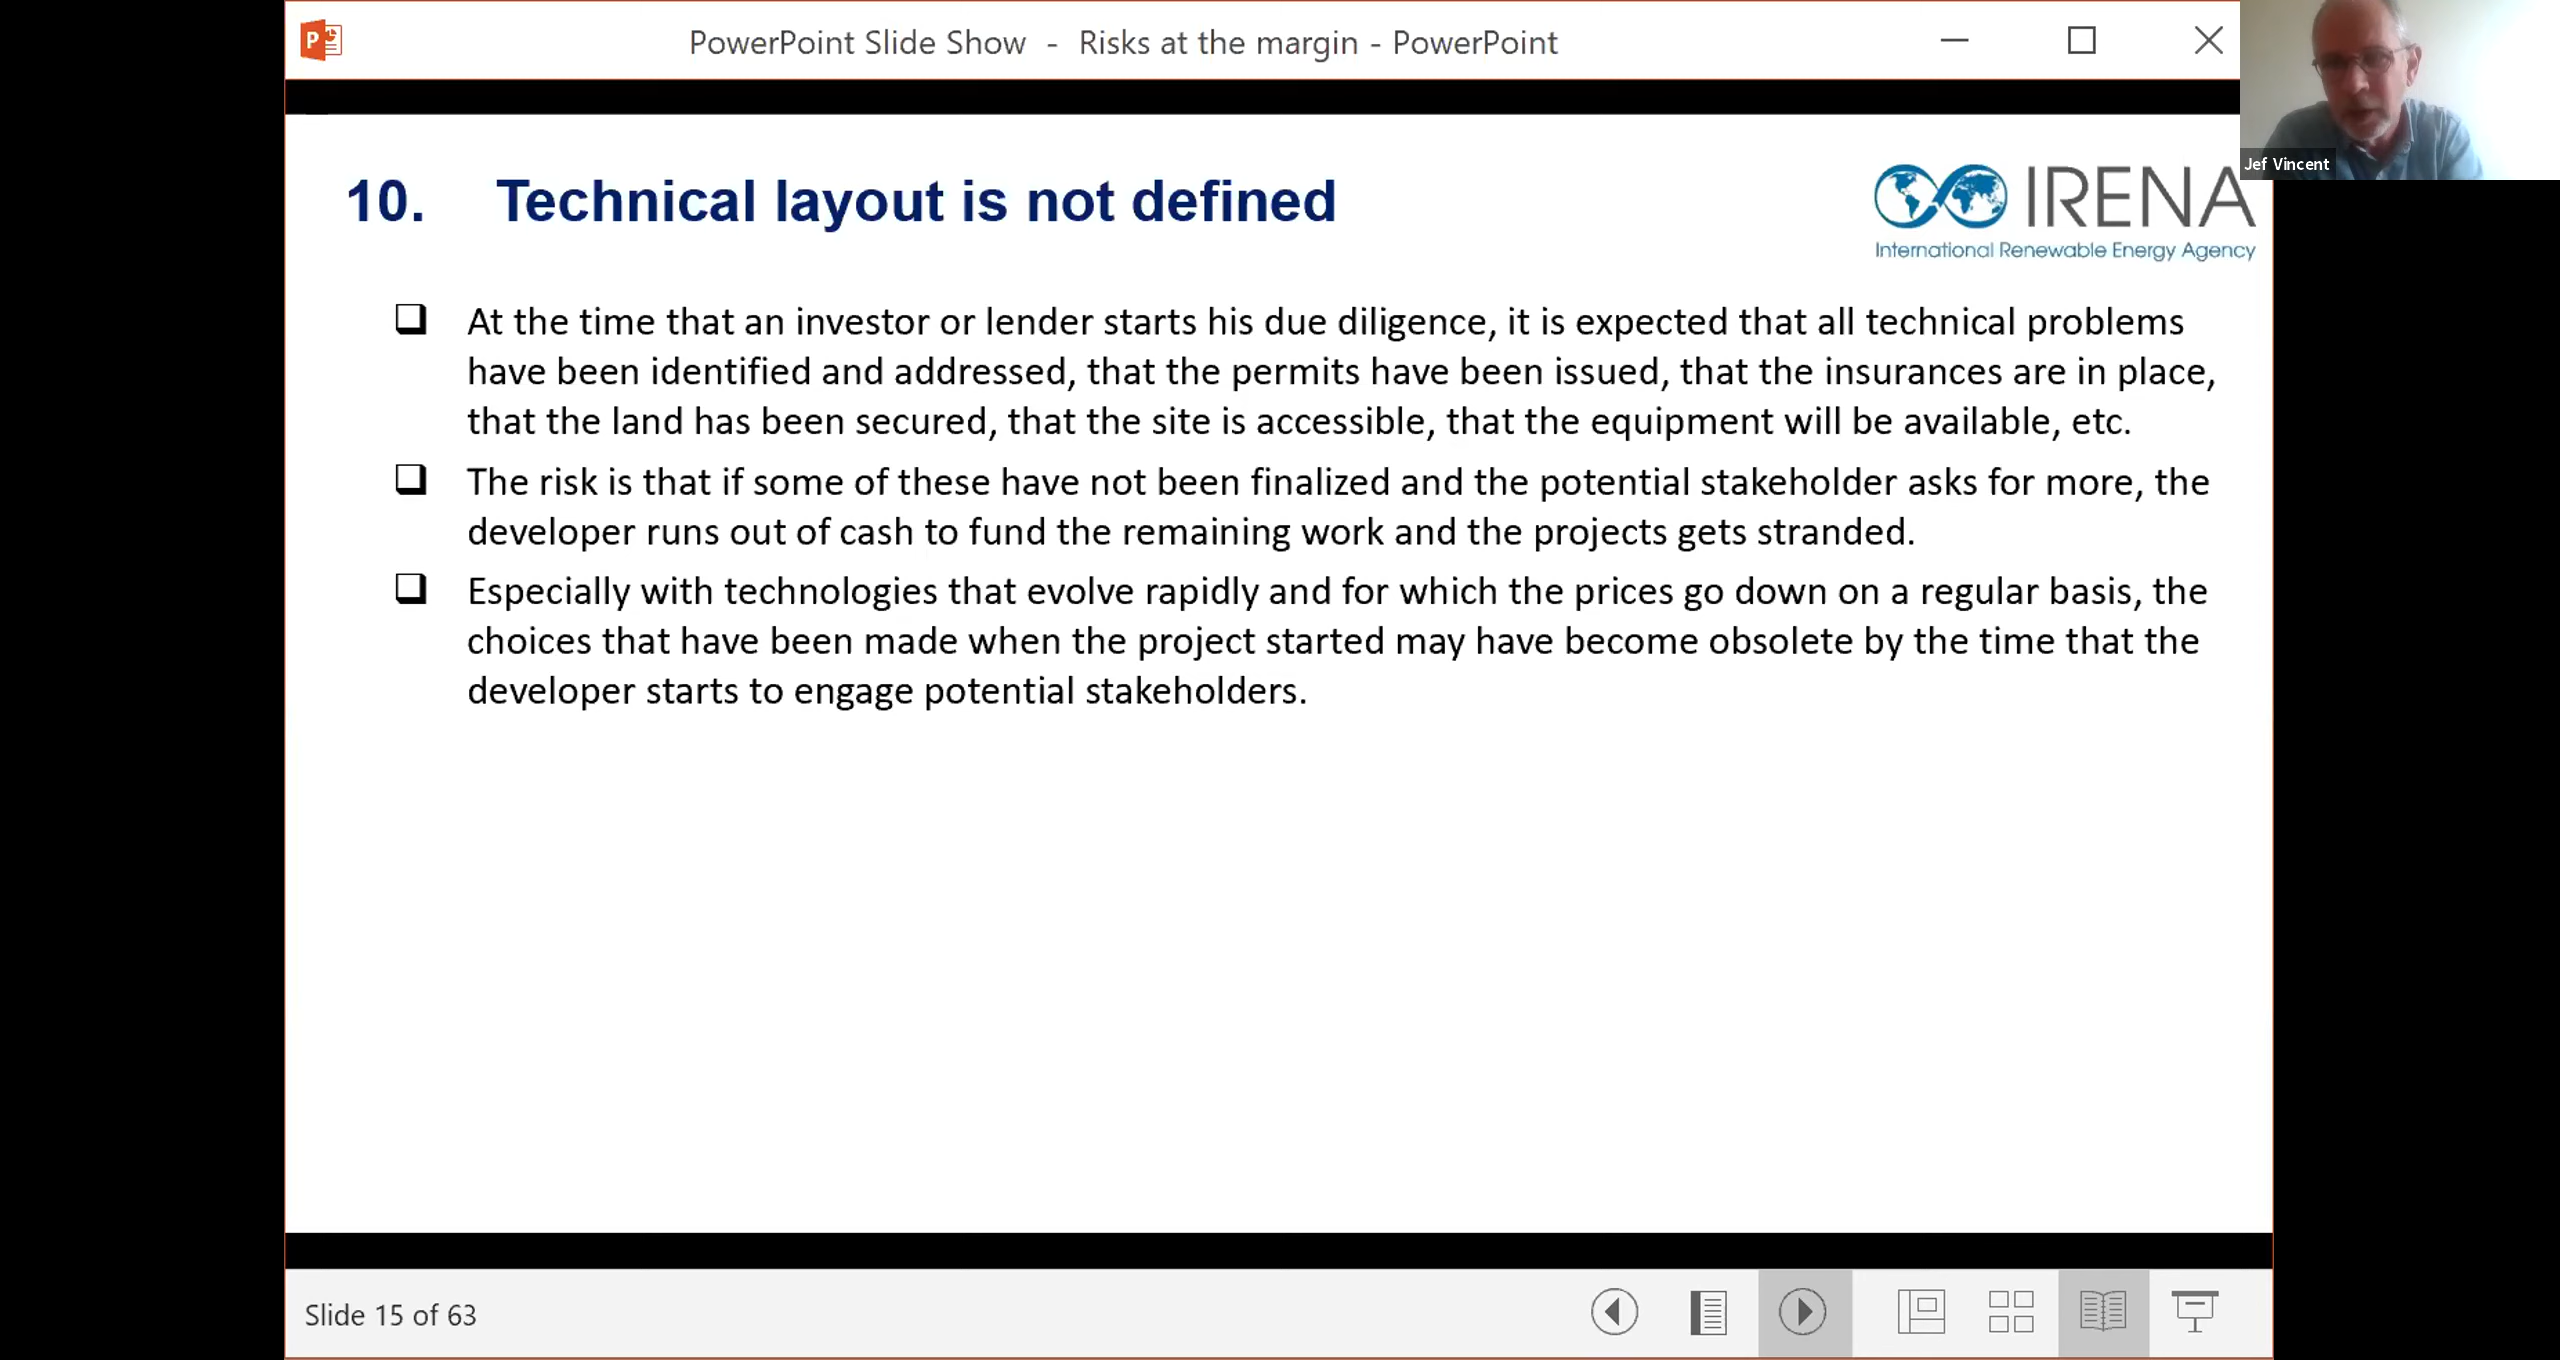 PowerPoint Slide Show - Risks at the margin - PowerPoint
Jef Vincent
10. Technical layout is not defined
IRENA
International Renewable Energy Agency
At the time that an investor or lender starts his due diligence, it is expected that all technical problems
have been identified and addressed, that the permits have been issued, that the insurances are in place,
that the land has been secured, that the site is accessible, that the equipment will be available, etc.
The risk is that if some of these have not been finalized and the potential stakeholder asks for more, the
developer runs out of cash to fund the remaining work and the projects gets stranded.
Especially with technologies that evolve rapidly and for which the prices go down on a regular basis, the
choices that have been made when the project started may have become obsolete by the time that the
developer starts to engage potential stakeholders.
Slide 15 of 63